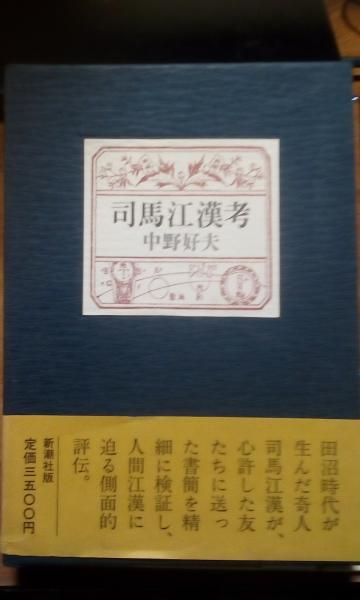 司馬江漢考
中野好夫
田沼時代が
生んだ奇人
司馬江漢が、
心許した友
たちに送っ
た書簡を精
細に検証し、
人間江漢に
迫る側面的
評伝。
新潮社版
定価三五〇〇円